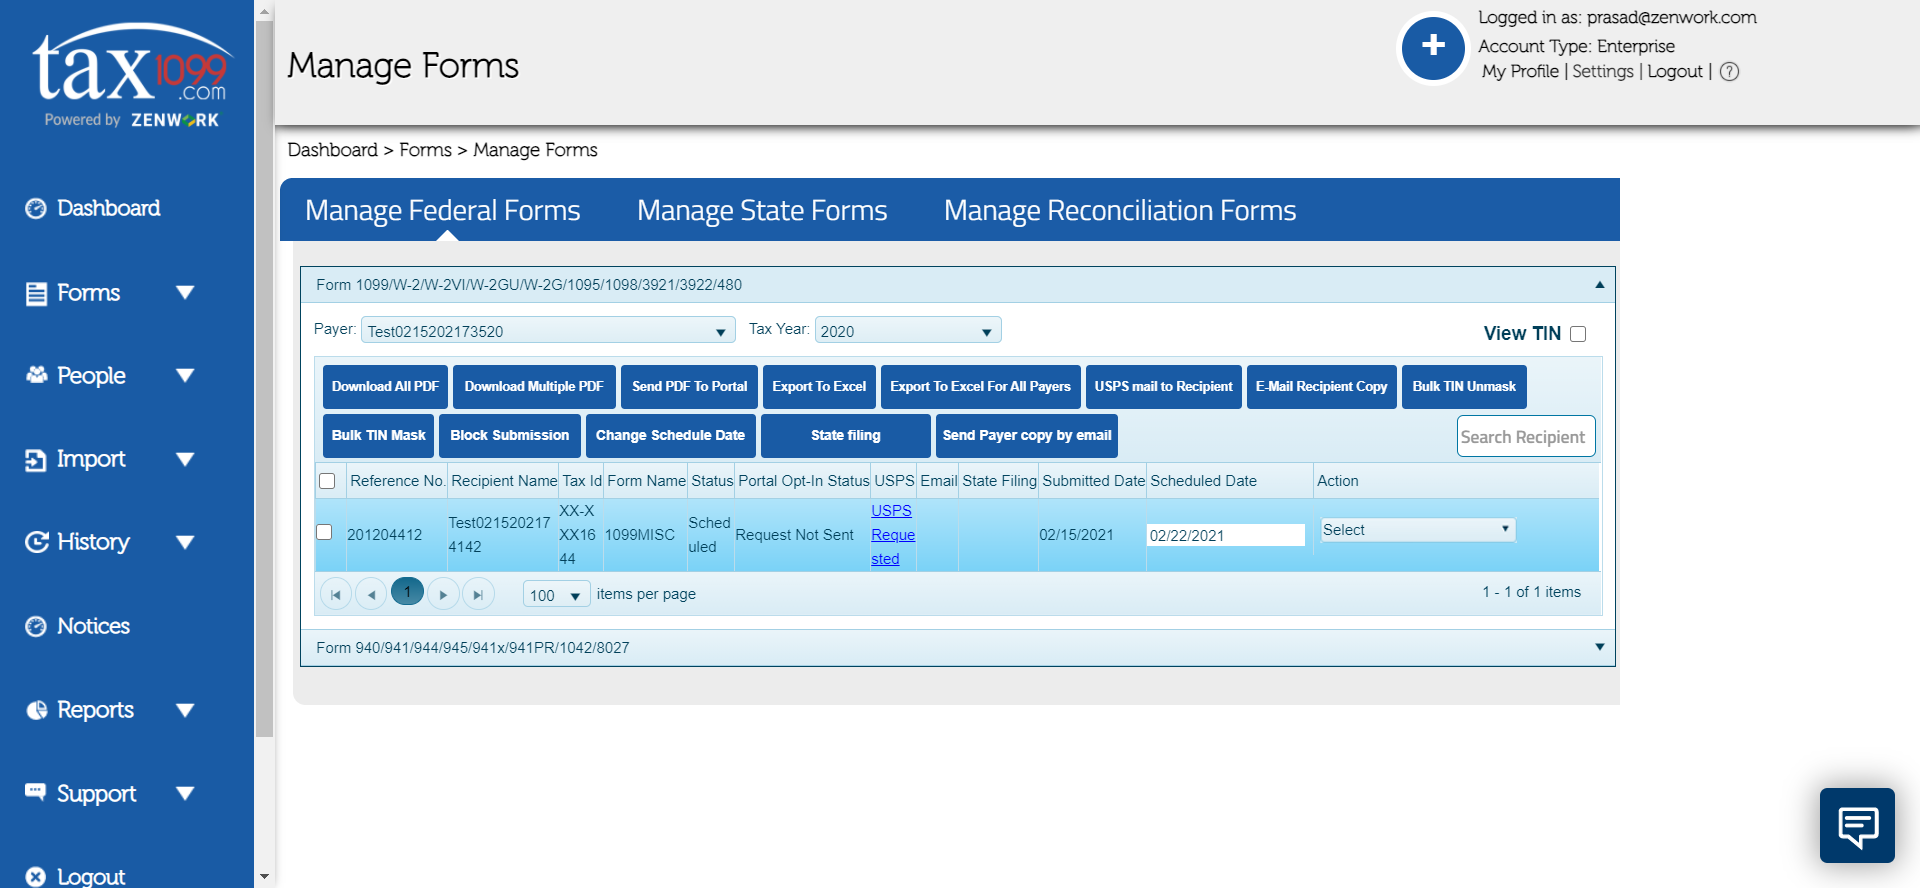 tax1099
.com
Powered by ZENWORK
Dashboard
Forms
People
Import
History
Notices
Reports
Support
Logout
Manage Forms
+
Logged in as: prasad@zenwork.com
Account Type: Enterprise
My Profile | Settings | Logout | ?
Dashboard > Forms > Manage Forms
Manage Federal Forms Manage State Forms Manage Reconciliation Forms
Form 1099/W-2/W-2VI/W-2GU/W-2G/1095/1098/3921/3922/480
Payer: Test0215202173520 Tax Year: 2020 View TIN
Download All PDF Download Multiple PDF Send PDF To Portal Export To Excel Export To Excel For All Payers USPS mail to Recipient E-Mail Recipient Copy Bulk TIN Unmask
Bulk TIN Mask Block Submission Change Schedule Date State filing Send Payer copy by email Search Recipient
Reference No. Recipient Name Tax Id Form Name Status Portal Opt-In Status USPS Email State Filing Submitted Date Scheduled Date Action
201204412
Test021520217
4142
XX-X
XX16
44
1099MISC
Sched
uled
Request Not Sent
USPS
Reque
sted
02/15/2021
02/22/2021
Select
1 100 items per page 1 - 1 of 1 items
Form 940/941/944/945/941x/941PR/1042/8027